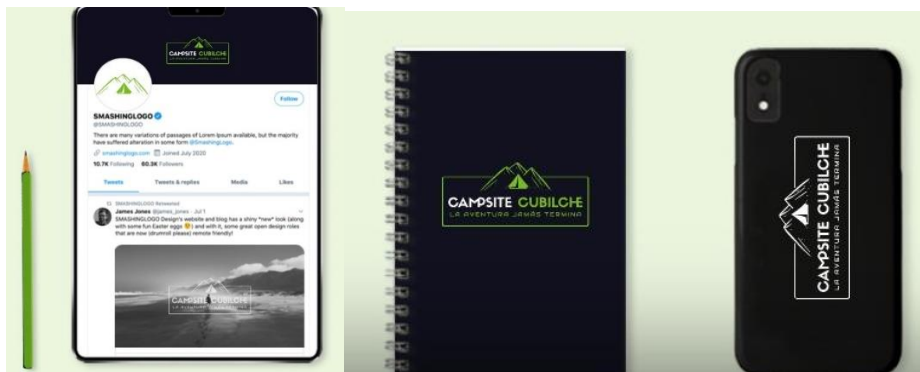 CAMPSITE CUBILCHE
LA AVENTURA JAMÁS TERMINA
Follow
SMASHINGLOGO
@SMASHINGLOGO
There are many variations of passages of Lorem Ipsum available, but the majority
have suffered alteration in some form @SmashingLogo.
smashinglogo.com Joined July 2020
10.7K Following 80.3K Followers
Tweets Tweets & replies Media Likes
SMASHINGLOGO Retweeted
James Jones @james_jones · Jul 1
SMASHINGLOGO Design's website and blog has a shiny *new* look (along
with some fun Easter eggs 😍) and with it, some great open design roles
that are now (drumroll please) remote friendly!
CAMPSITE CUBILCHE
LA AVENTURA JAMÁS TERMINA
CAMPSITE CUBILCHE
LA AVENTURA JAMÁS TERMINA
CAMPSITE CUBILCHE
LA AVENTURA JAMÁS TERMINA